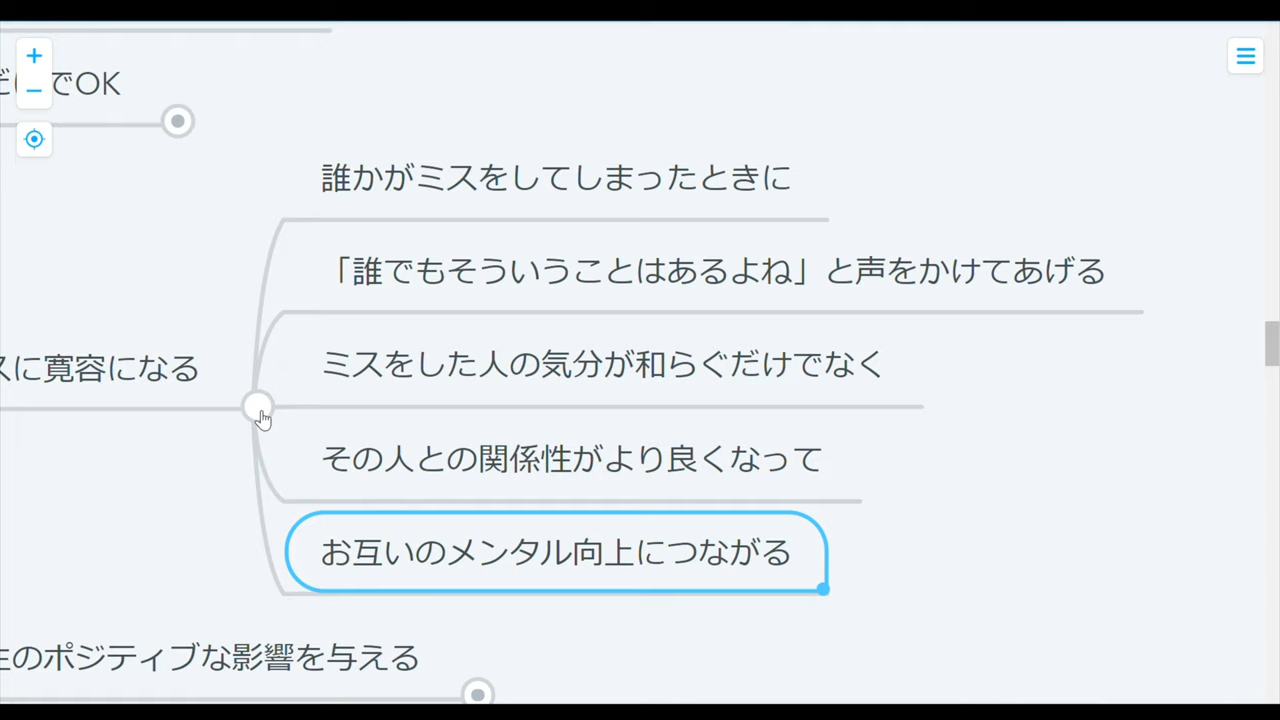 でOK
誰かがミスをしてしまったときに
「誰でもそういうことはあるよね」と声をかけてあげる
ミスをした人の気分が和らぐだけでなく
スに寛容になる
その人との関係性がより良くなって
お互いのメンタル向上につながる
のポジティブな影響を与える